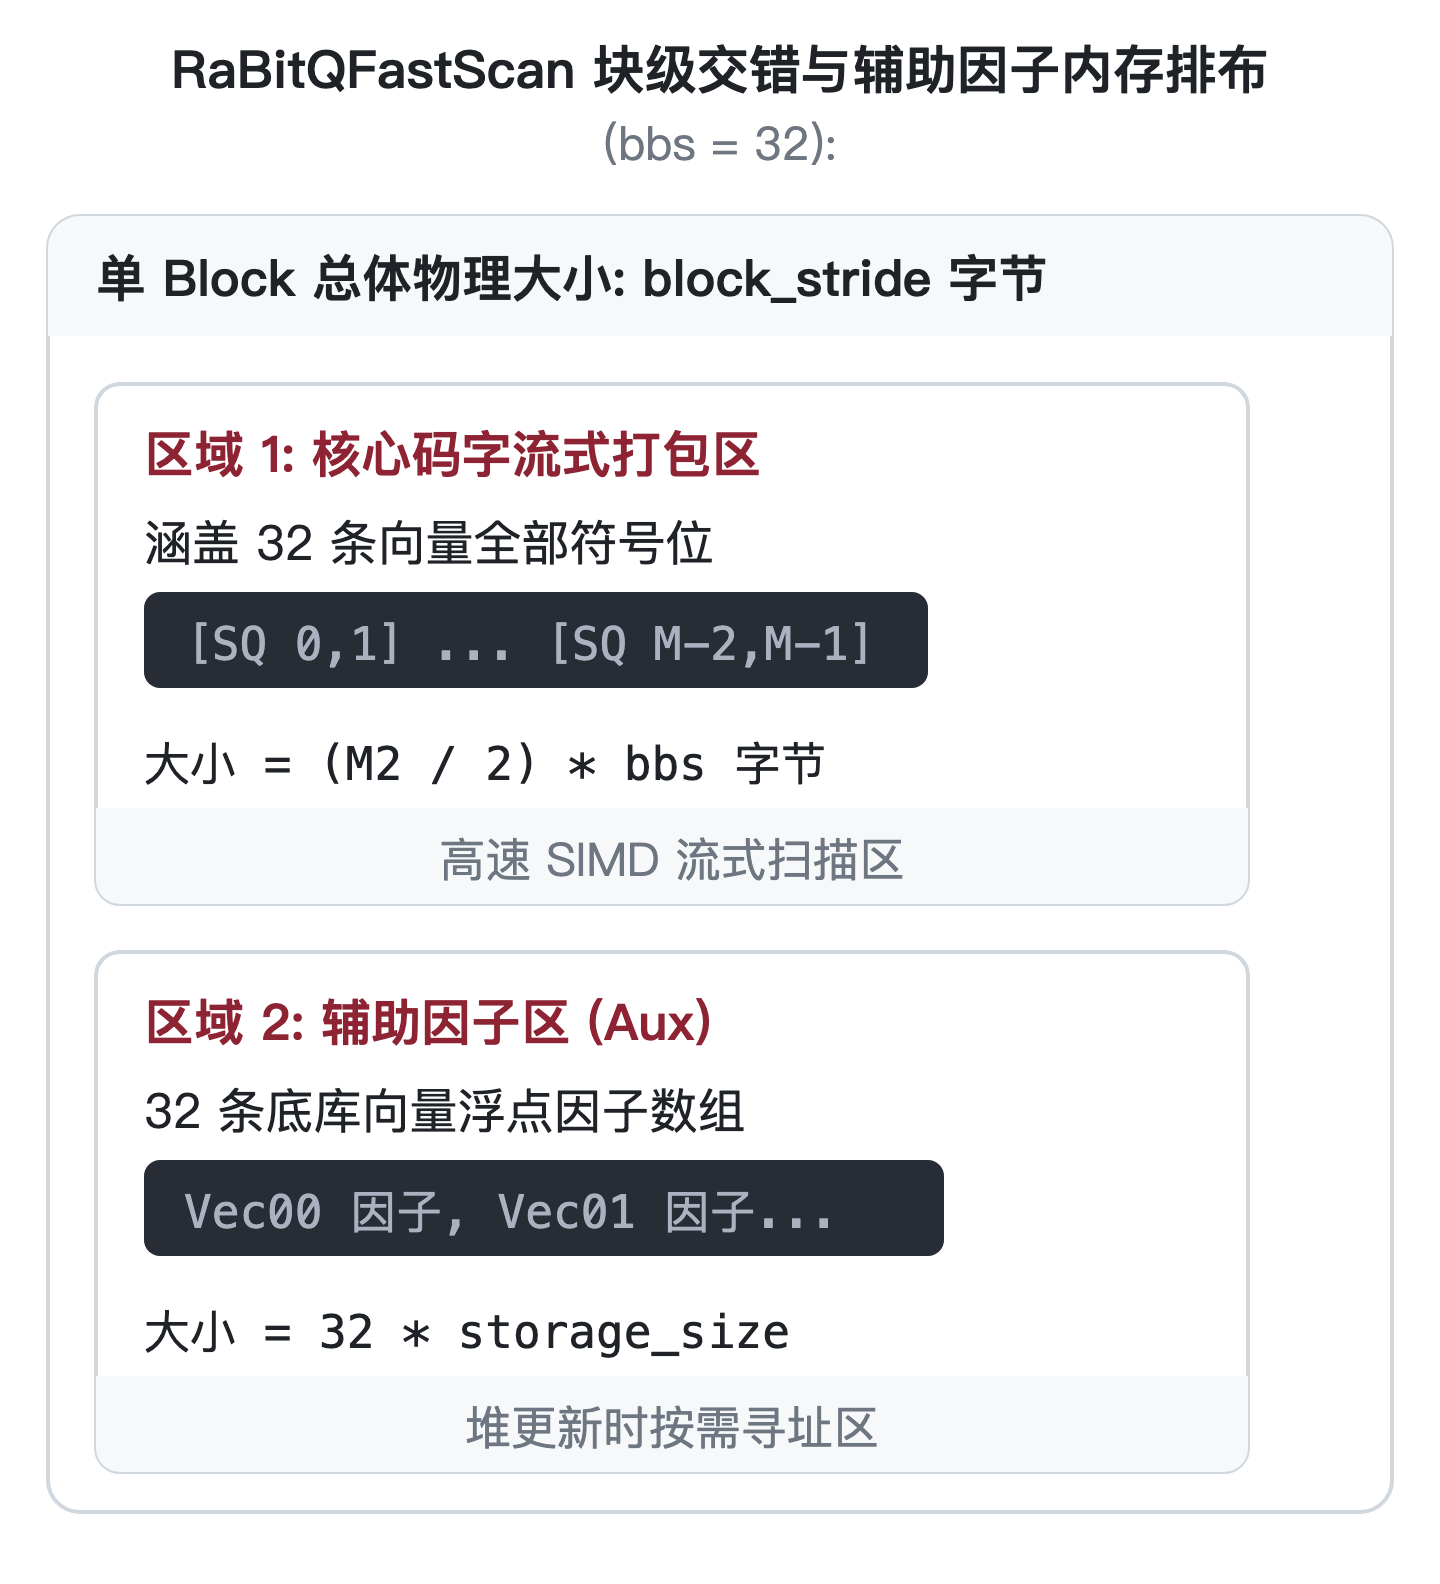 RaBitQFastScan 块级交错与辅助因子内存排布
(bbs = 32):
单 Block 总体物理大小: block_stride 字节
区域 1: 核心码字流式打包区
涵盖 32 条向量全部符号位
[SQ 0,1] ... [SQ M-2,M-1]
大小 = (M2 / 2) * bbs 字节
高速 SIMD 流式扫描区
区域 2: 辅助因子区 (Aux)
32 条底库向量浮点因子数组
Vec00 因子, Vec01 因子...
大小 = 32 * storage_size
堆更新时按需寻址区